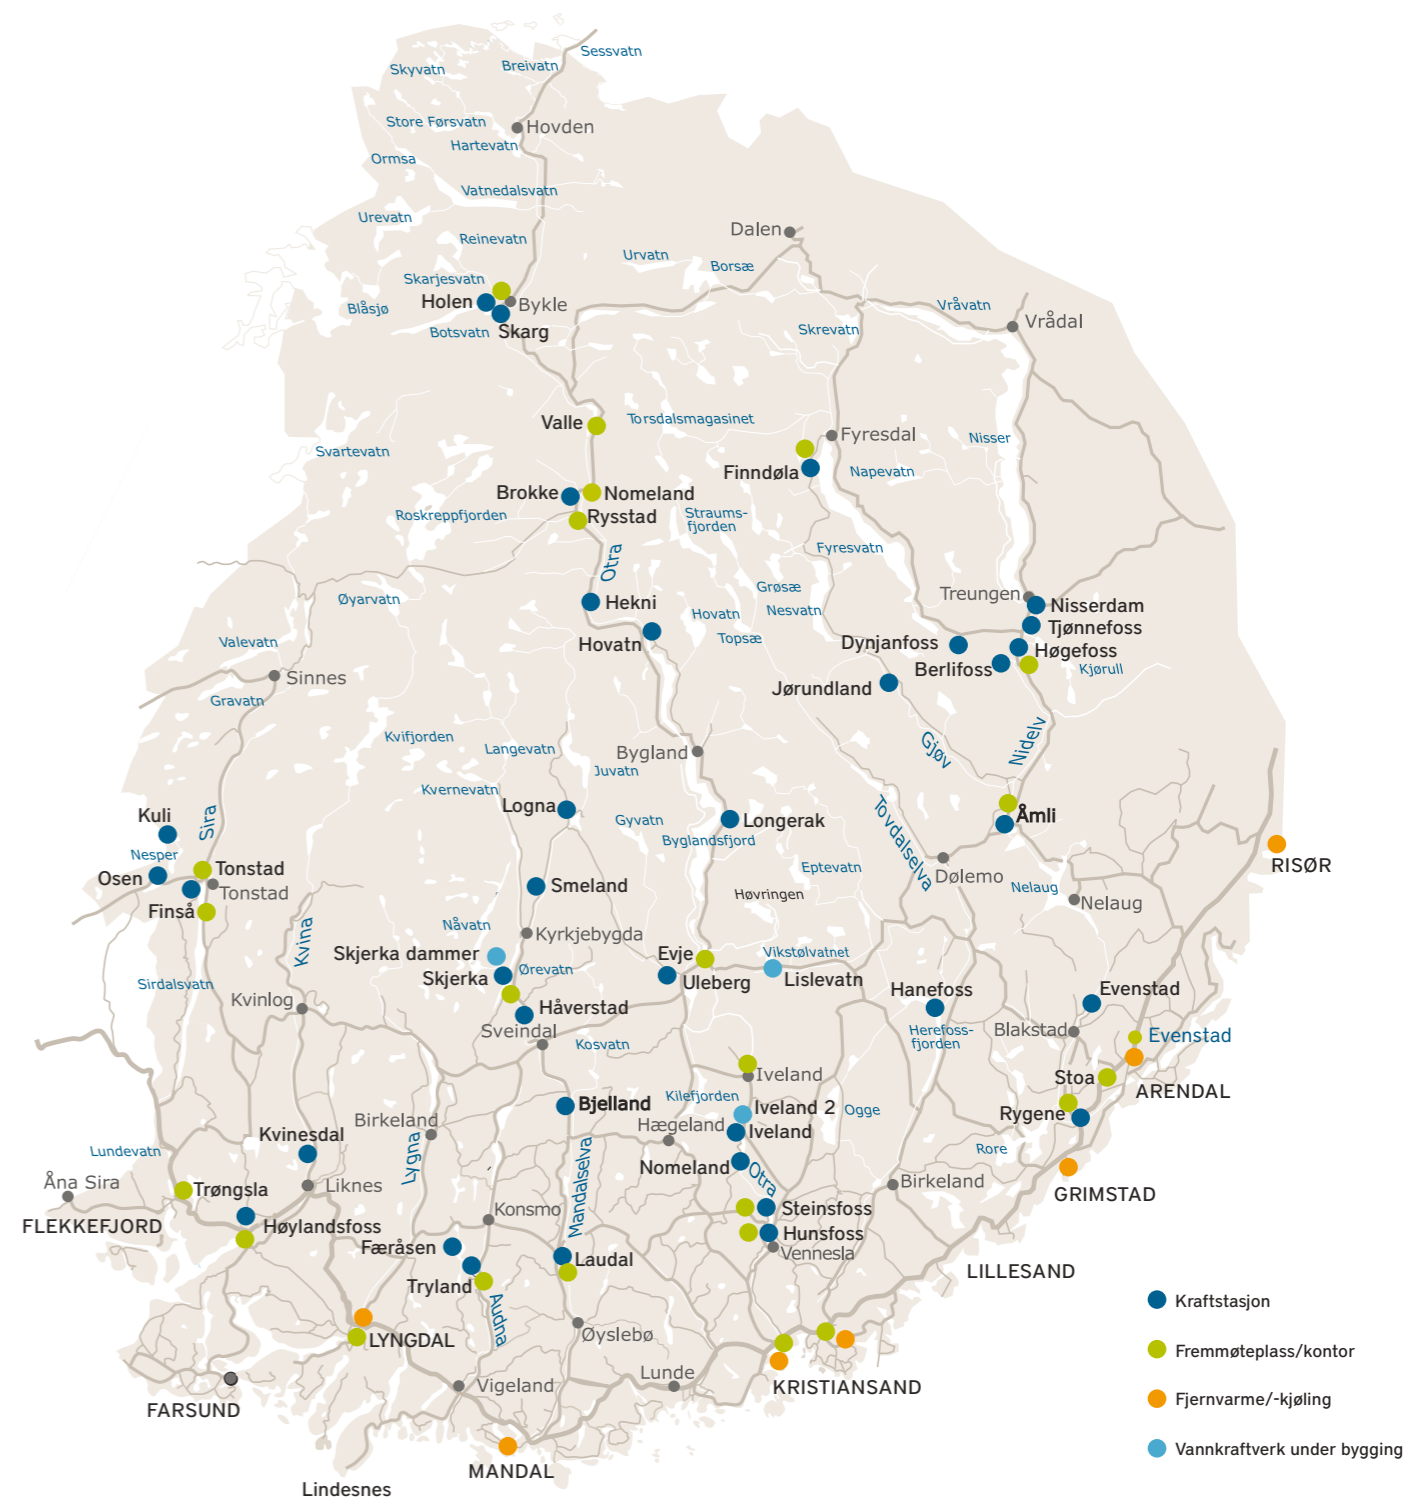 Sessvatn
Breivatn
Skyvatn
Store Førsvatn
Hovden
Hartevatn
Ormsa
Vatnedalsvatn
Urevatn
Reinevatn
Dalen
Urvatn
Borsæ
Skarjesvatn
Holen
Bykle
Blåsjø
Botsvatn
Skarg
Vråvatn
Vrådal
Skrevatn
Valle
Torsdalsmagasinet
Fyresdal
Nisser
Svartevatn
Finndøla
Napevatn
Brokke
Nomeland
Roskreppfjorden
Rysstad
Straums-
fjorden
Otra
Fyresvatn
Øyarvatn
Hekni
Grøsæ
Treungen
Nisserdam
Hovatn
Nesvatn
Tjønnefoss
Valevatn
Hovatn
Topsæ
Dynjanfoss
Høgefoss
Berlifoss
Kjørull
Sinnes
Jørundland
Gravatn
Kvifjorden
Langevatn
Bygland
Gjøv
Nidelv
Juvatn
Kvernevatn
Logna
Kuli
Sira
Gyvatn
Longerak
Tovdalselva
Åmli
Byglandsfjord
Nesper
Osen
Tonstad
Tonstad
Finså
Smeland
Eptevatn
Høvringen
Dølemo
Nelaug
Nelaug
RISØR
Kvina
Nåvatn
Kyrkjebygda
Skjerka dammer
Evje
Vikstølvatnet
Skjerka
Ørevatn
Uleberg
Lislevatn
Sirdalsvatn
Kvinlog
Håverstad
Hanefoss
Evenstad
Sveindal
Kosvatn
Herefoss-
fjorden
Blakstad
Evenstad
Iveland
Stoa
ARENDAL
Bjelland
Kilefjorden
Iveland 2
Ogge
Rygene
Birkeland
Hægeland
Iveland
Kvinesdal
Lundevatn
Lygna
Mandalselva
Nomeland
Rore
Åna Sira
Trøngsla
Liknes
Otra
Birkeland
GRIMSTAD
FLEKKEFJORD
Høylandsfoss
Konsmo
Steinsfoss
Færåsen
Hunsfoss
Vennesla
Laudal
Tryland
LILLESAND
Audna
Kraftstasjon
LYNGDAL
Øyslebø
Fremmøteplass/kontor
Lunde
KRISTIANSAND
Vigeland
Fjernvarme/-kjøling
FARSUND
Vannkraftverk under bygging
MANDAL
Lindesnes